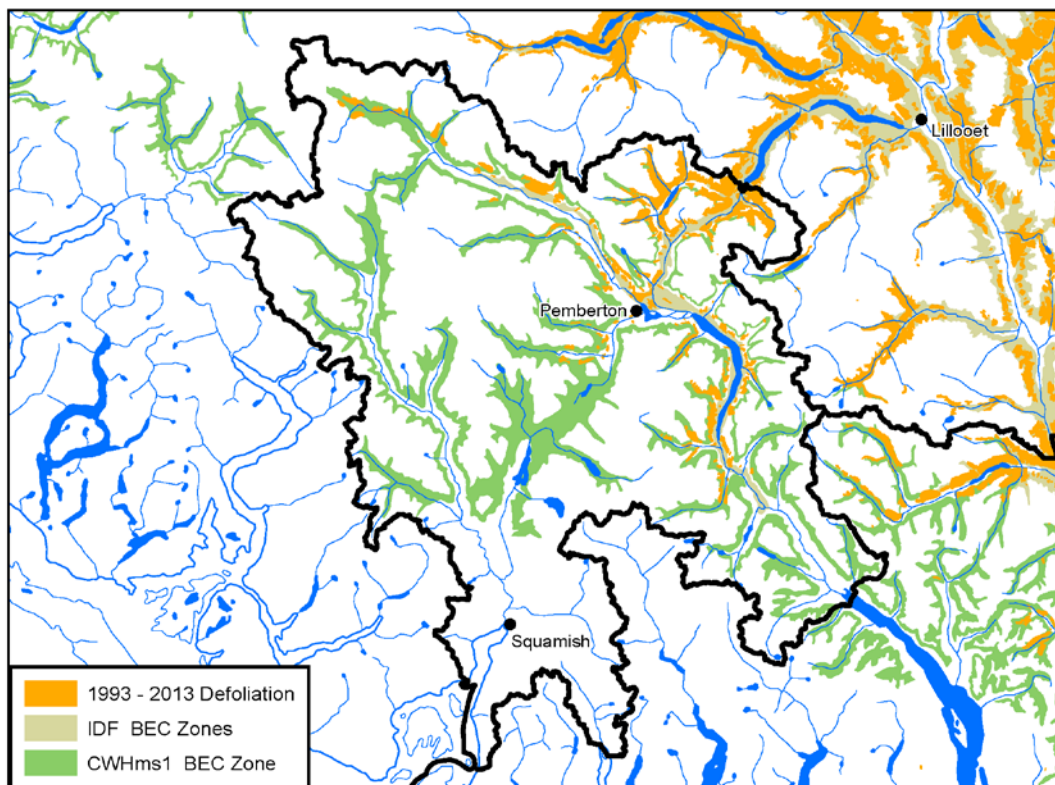 Lillooet
Pemberton
Squamish
1993 - 2013 Defoliation
IDF BEC Zones
CWHms1 BEC Zone